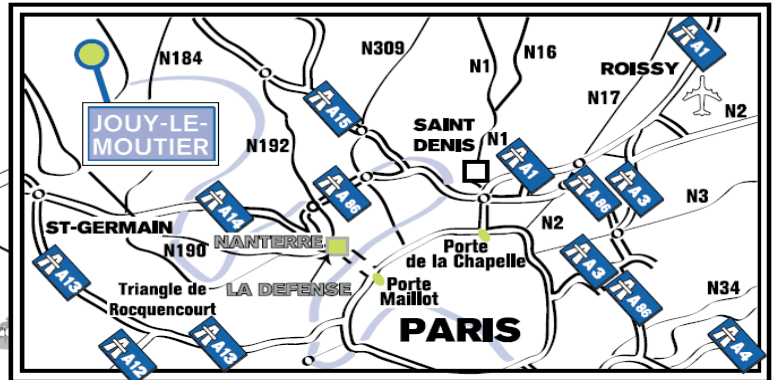 A1
N184
N309
N16
N1
ROISSY
N17
JOUY-LE-
MOUTIER
A15
N2
SAINT
DENIS
N1
N192
A1
A86
A86
A3
A14
N3
ST-GERMAIN
N2
NANTERRE
N190
Porte
de la Chapelle
A13
A3
Triangle de
Rocquencourt
LA DEFENSE
Porte
Maillot
A86
N34
PARIS
A12
A13
A4